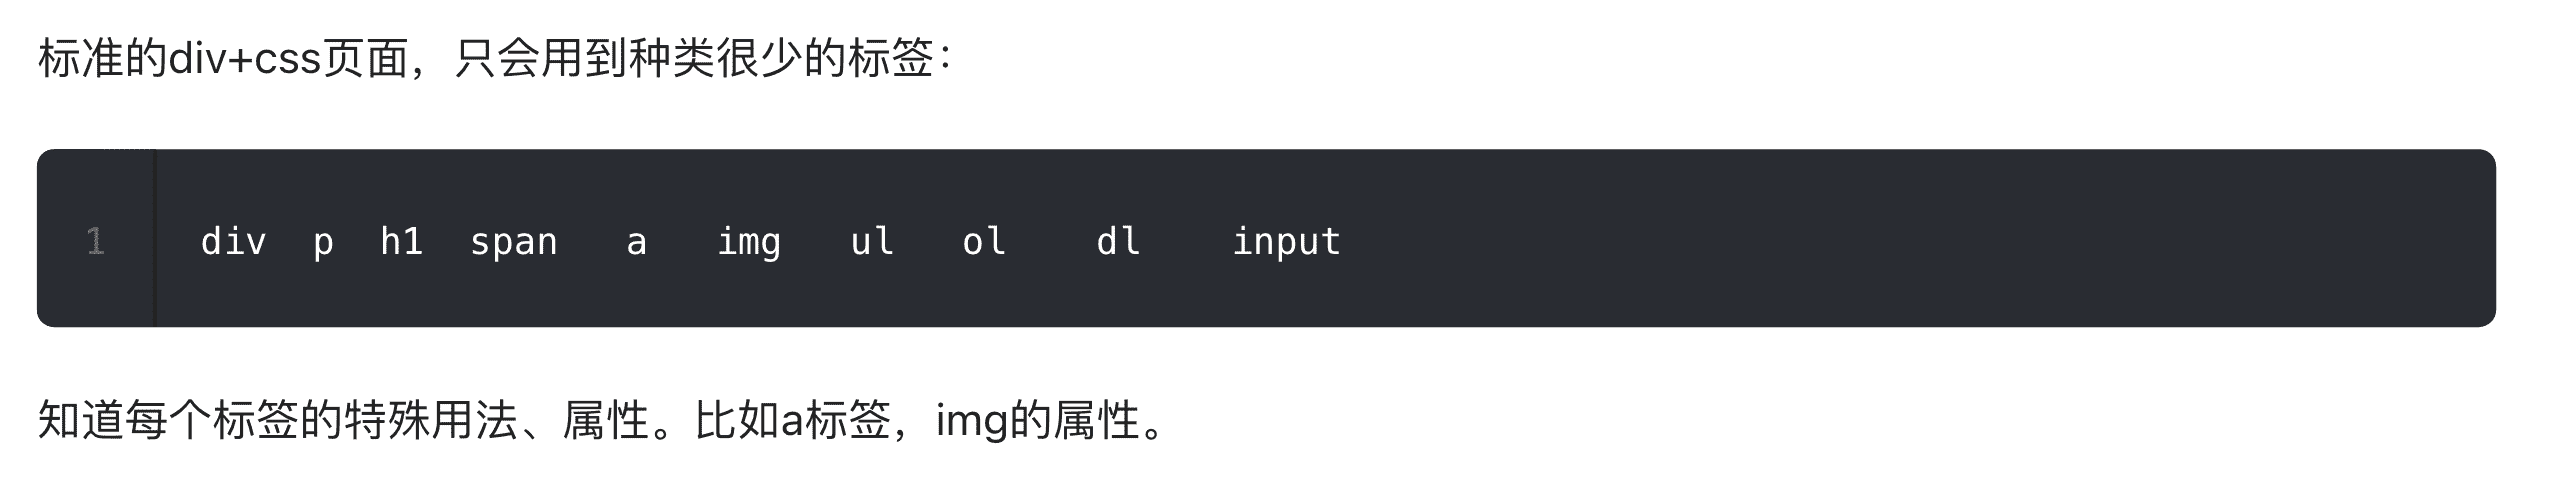 标准的div+css页面，只会用到种类很少的标签：
1 div  p  h1  span   a   img   ul   ol    dl    input
知道每个标签的特殊用法、属性。比如a标签，img的属性。